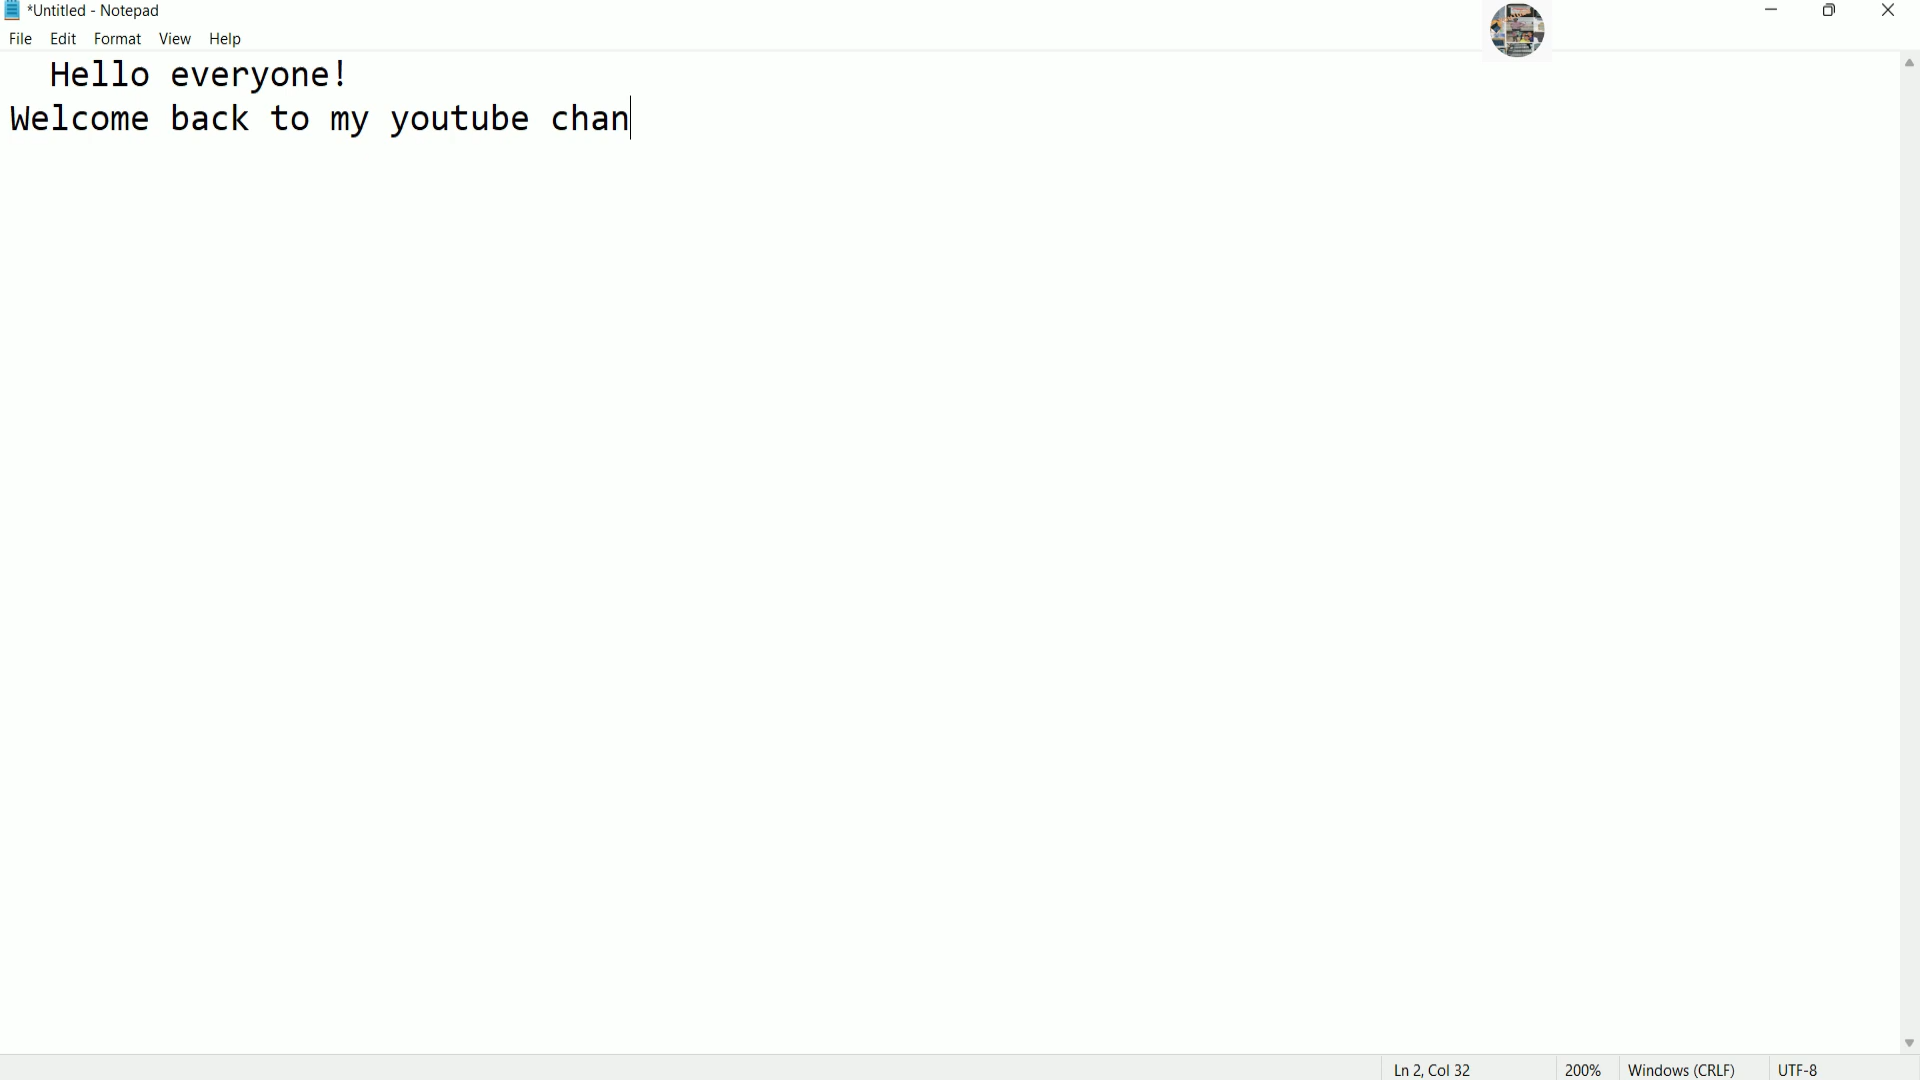 *Untitled - Notepad
File Edit Format View Help
Hello everyone!
Welcome back to my youtube chan
Ln 2, Col 32 200% Windows (CRLF) UTF-8